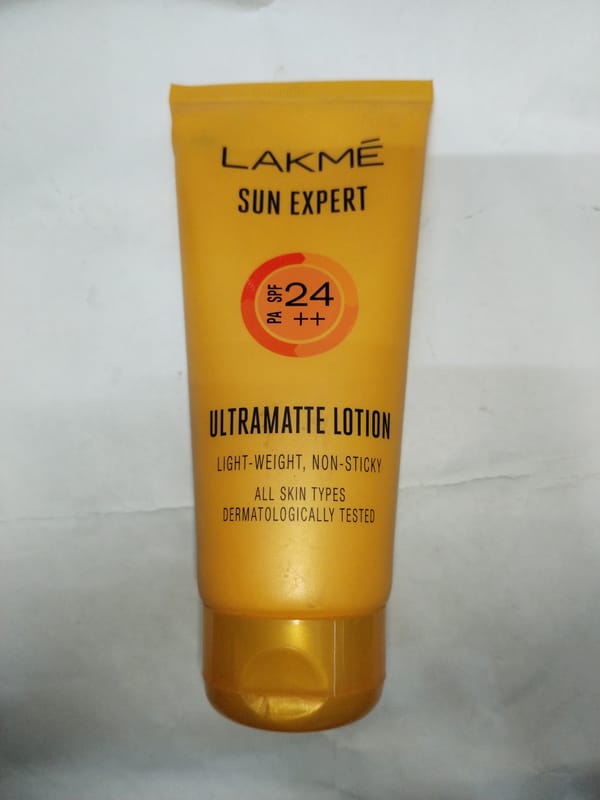 LAKMÉ
SUN EXPERT
SPF 24
PA ++
ULTRAMATTE LOTION
LIGHT-WEIGHT, NON-STICKY
ALL SKIN TYPES
DERMATOLOGICALLY TESTED